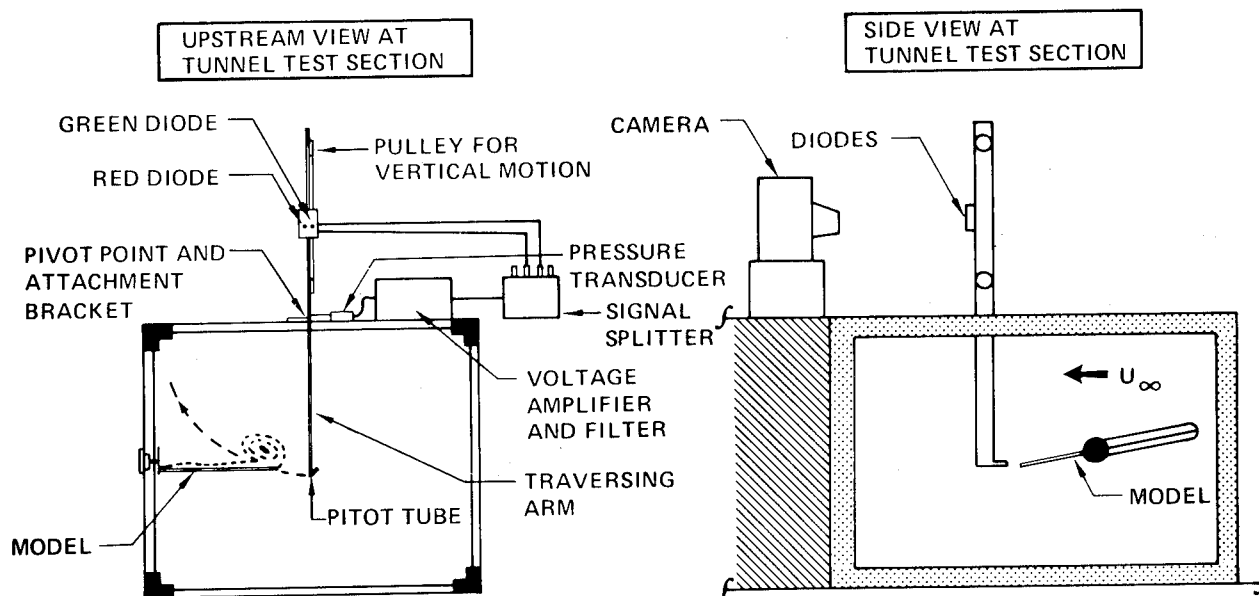 UPSTREAM VIEW AT
TUNNEL TEST SECTION
GREEN DIODE
RED DIODE
PULLEY FOR
VERTICAL MOTION
PIVOT POINT AND
ATTACHMENT
BRACKET
PRESSURE
TRANSDUCER
SIGNAL
SPLITTER
VOLTAGE
AMPLIFIER
AND FILTER
TRAVERSING
ARM
PITOT TUBE
MODEL
SIDE VIEW AT
TUNNEL TEST SECTION
CAMERA
DIODES
U∞
MODEL